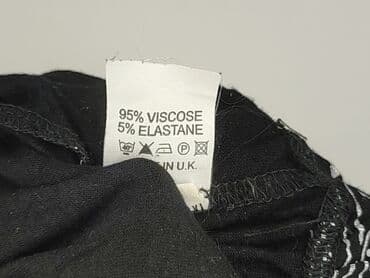 95% VISCOSE
5% ELASTANE
P
IN U.K.